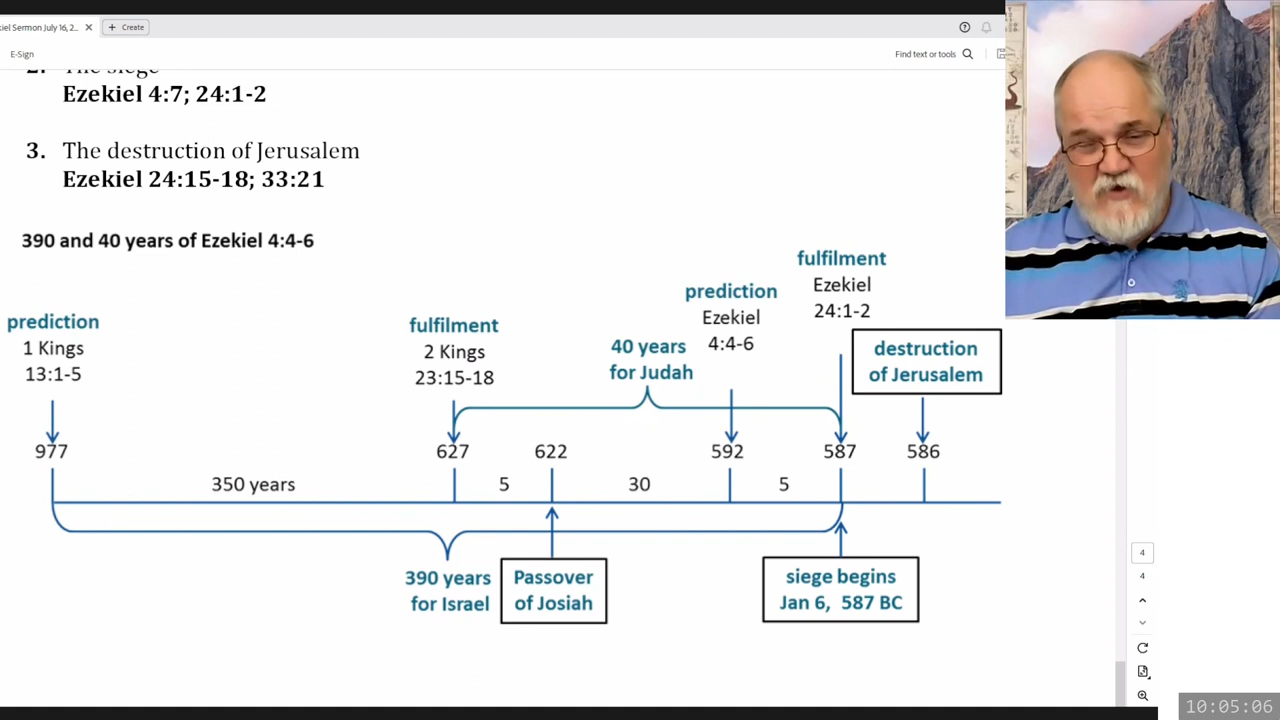 iel Sermon July 16, 2...
+ Create
E-Sign
Find text or tools
2. The siege
Ezekiel 4:7; 24:1-2
3. The destruction of Jerusalem
Ezekiel 24:15-18; 33:21
390 and 40 years of Ezekiel 4:4-6
prediction
1 Kings
13:1-5
fulfilment
2 Kings
23:15-18
40 years
for Judah
prediction
Ezekiel
4:4-6
fulfilment
Ezekiel
24:1-2
destruction
of Jerusalem
977
627
622
592
587
586
350 years
5
30
5
390 years
for Israel
Passover
of Josiah
siege begins
Jan 6, 587 BC
4
4
10:05:06